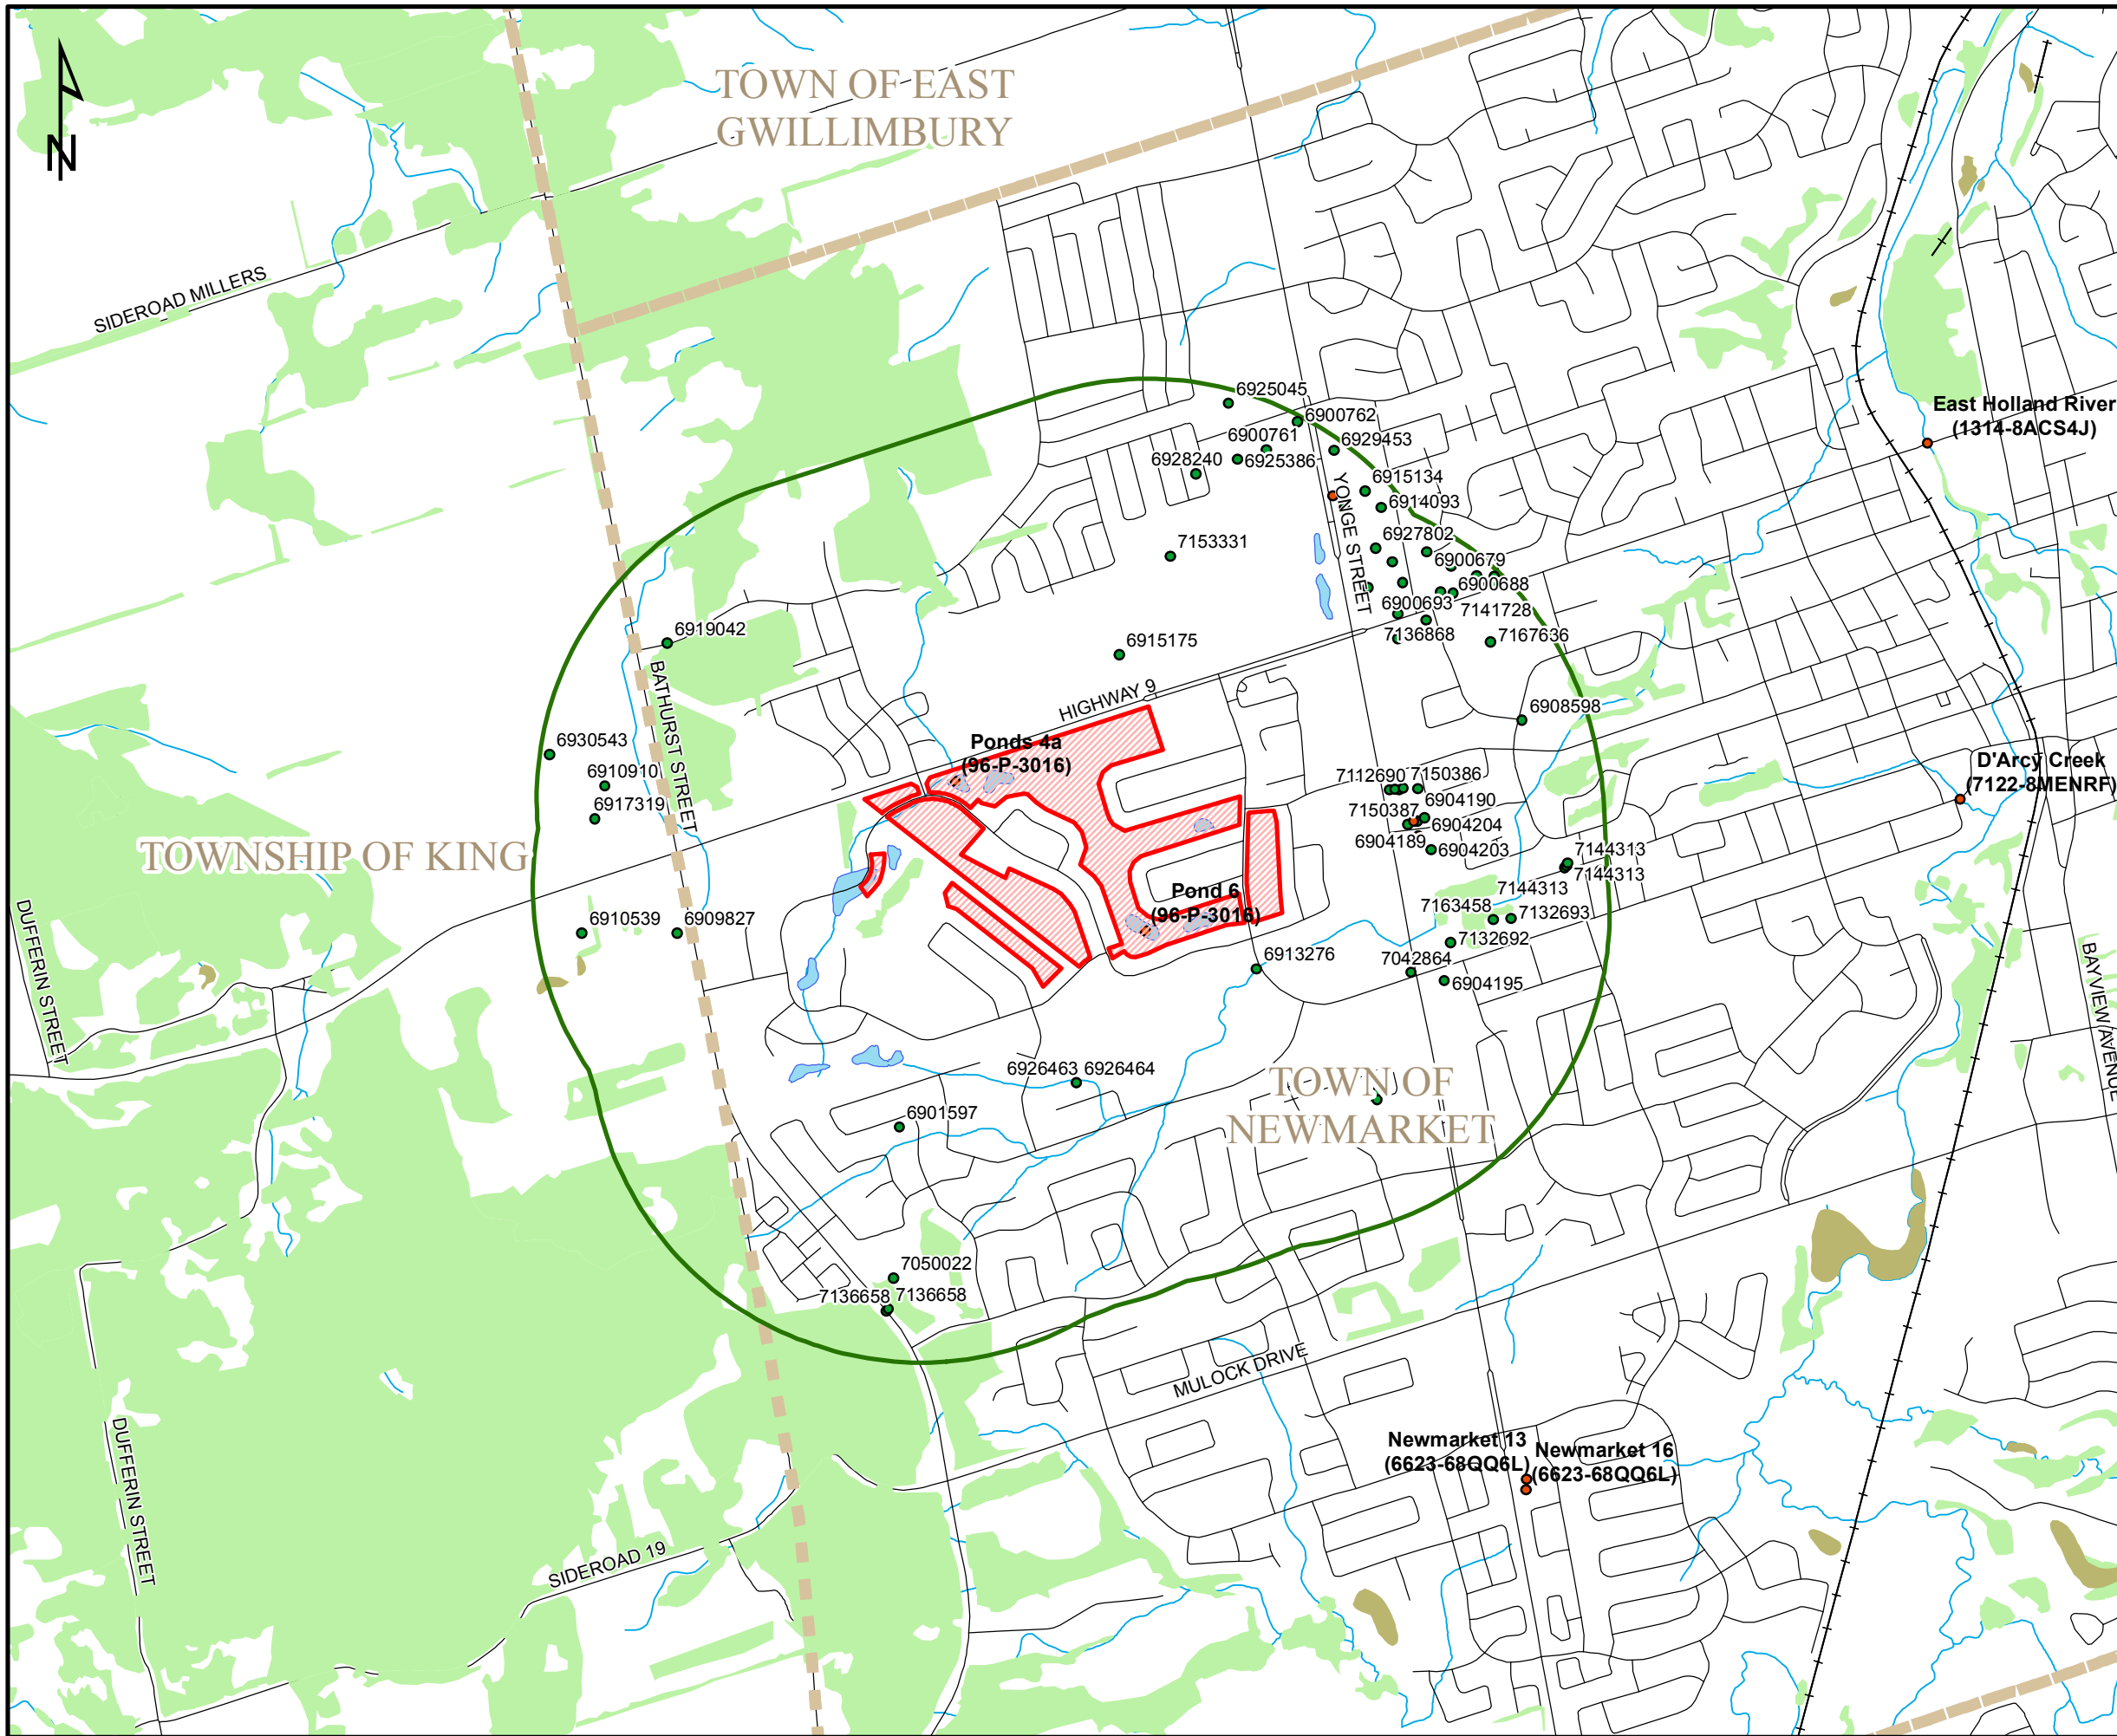 N
TOWN OF EAST
GWILLIMBURY
SIDEROAD MILLERS
6925045
6900762
East Holland River
(1314-8ACS4J)
6900761
6929453
6928240
6925386
6915134
YONGE STREET
6914093
6927802
7153331
6900679
6900688
6900693
7141728
6919042
7136868
7167636
6915175
BATHURST STREET
HIGHWAY 9
6908598
6930543
Ponds 4a
(96-P-3016)
D'Arcy Creek
(7122-8MENRF)
6910910
7112690
7150386
6917319
6904190
7150387
6904204
TOWNSHIP OF KING
6904189
6904203
7144313
7144313
Pond 6
(96-P-3016)
7144313
DUFFERIN STREET
7163458
7132693
6910539
6909827
7132692
6913276
7042864
6904195
BAYVIEW AVENUE
6926463
6926464
TOWN OF
NEWMARKET
6901597
7050022
7136658
7136658
MULOCK DRIVE
DUFFERIN STREET
Newmarket 13
(6623-68QQ6L)
Newmarket 16
(6623-68QQ6L)
SIDEROAD 19